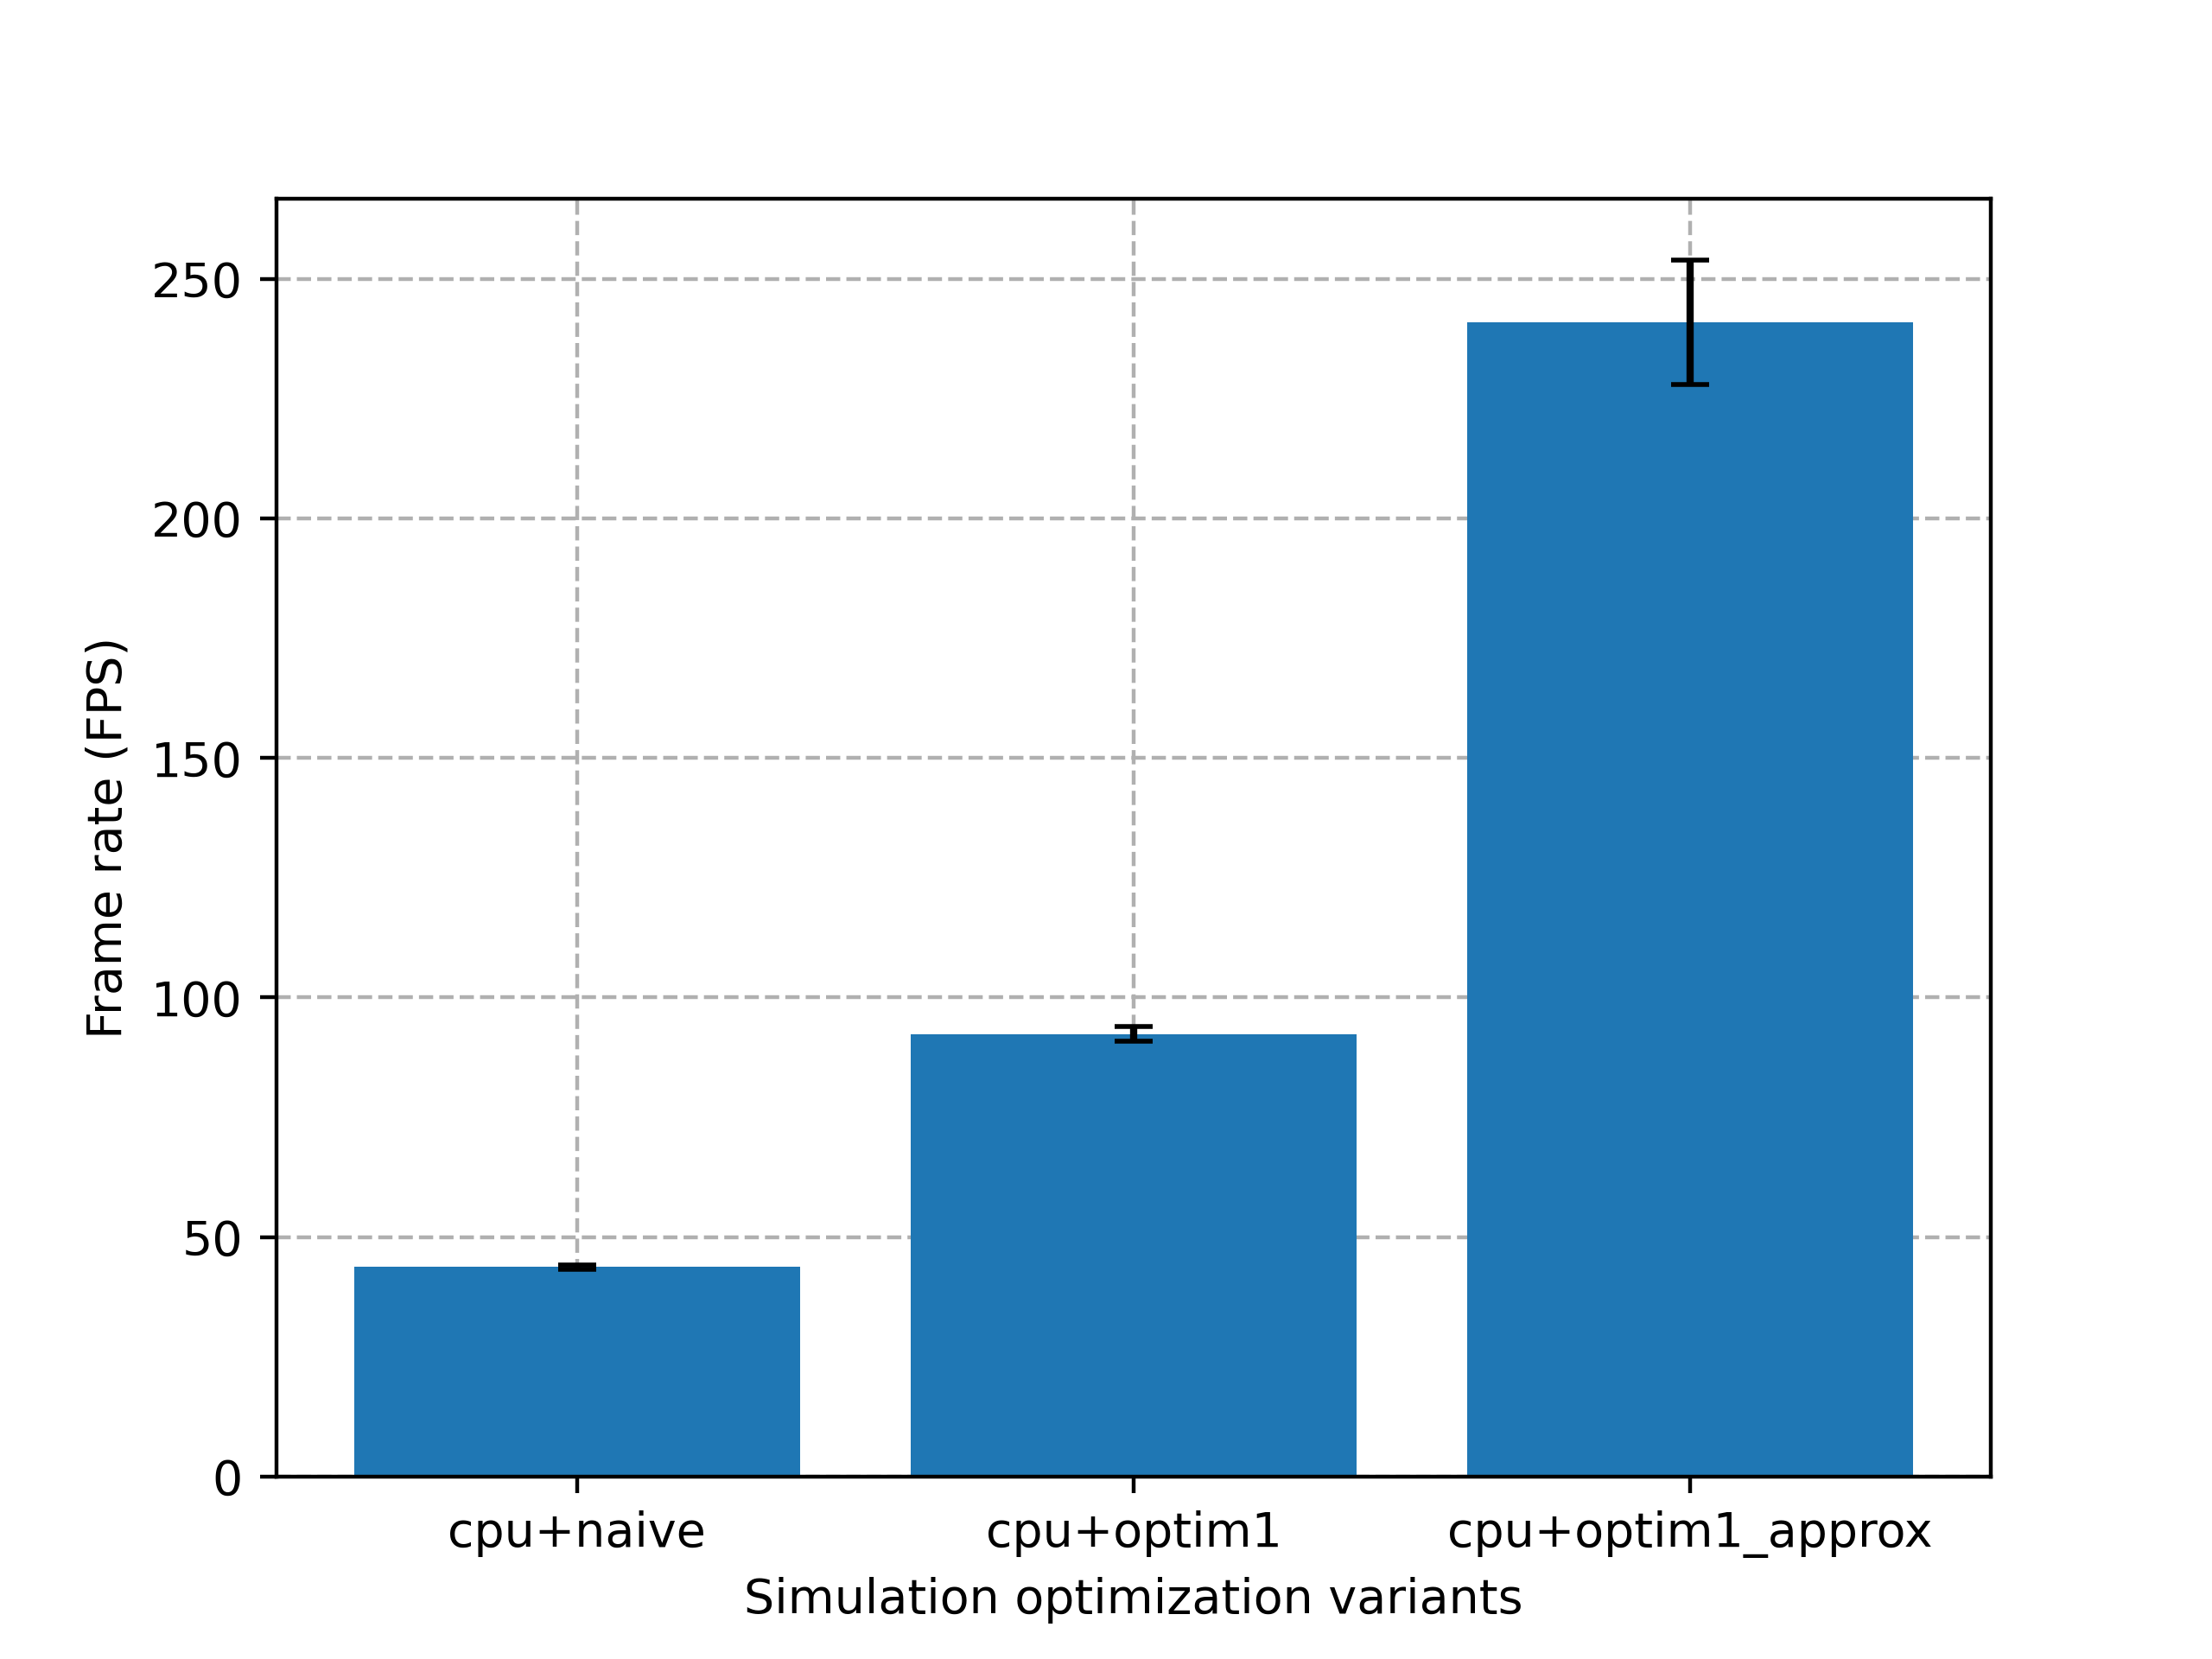 250
200
150
100
50
0
Frame rate (FPS)
cpu+naive
cpu+optim1
cpu+optim1_approx
Simulation optimization variants